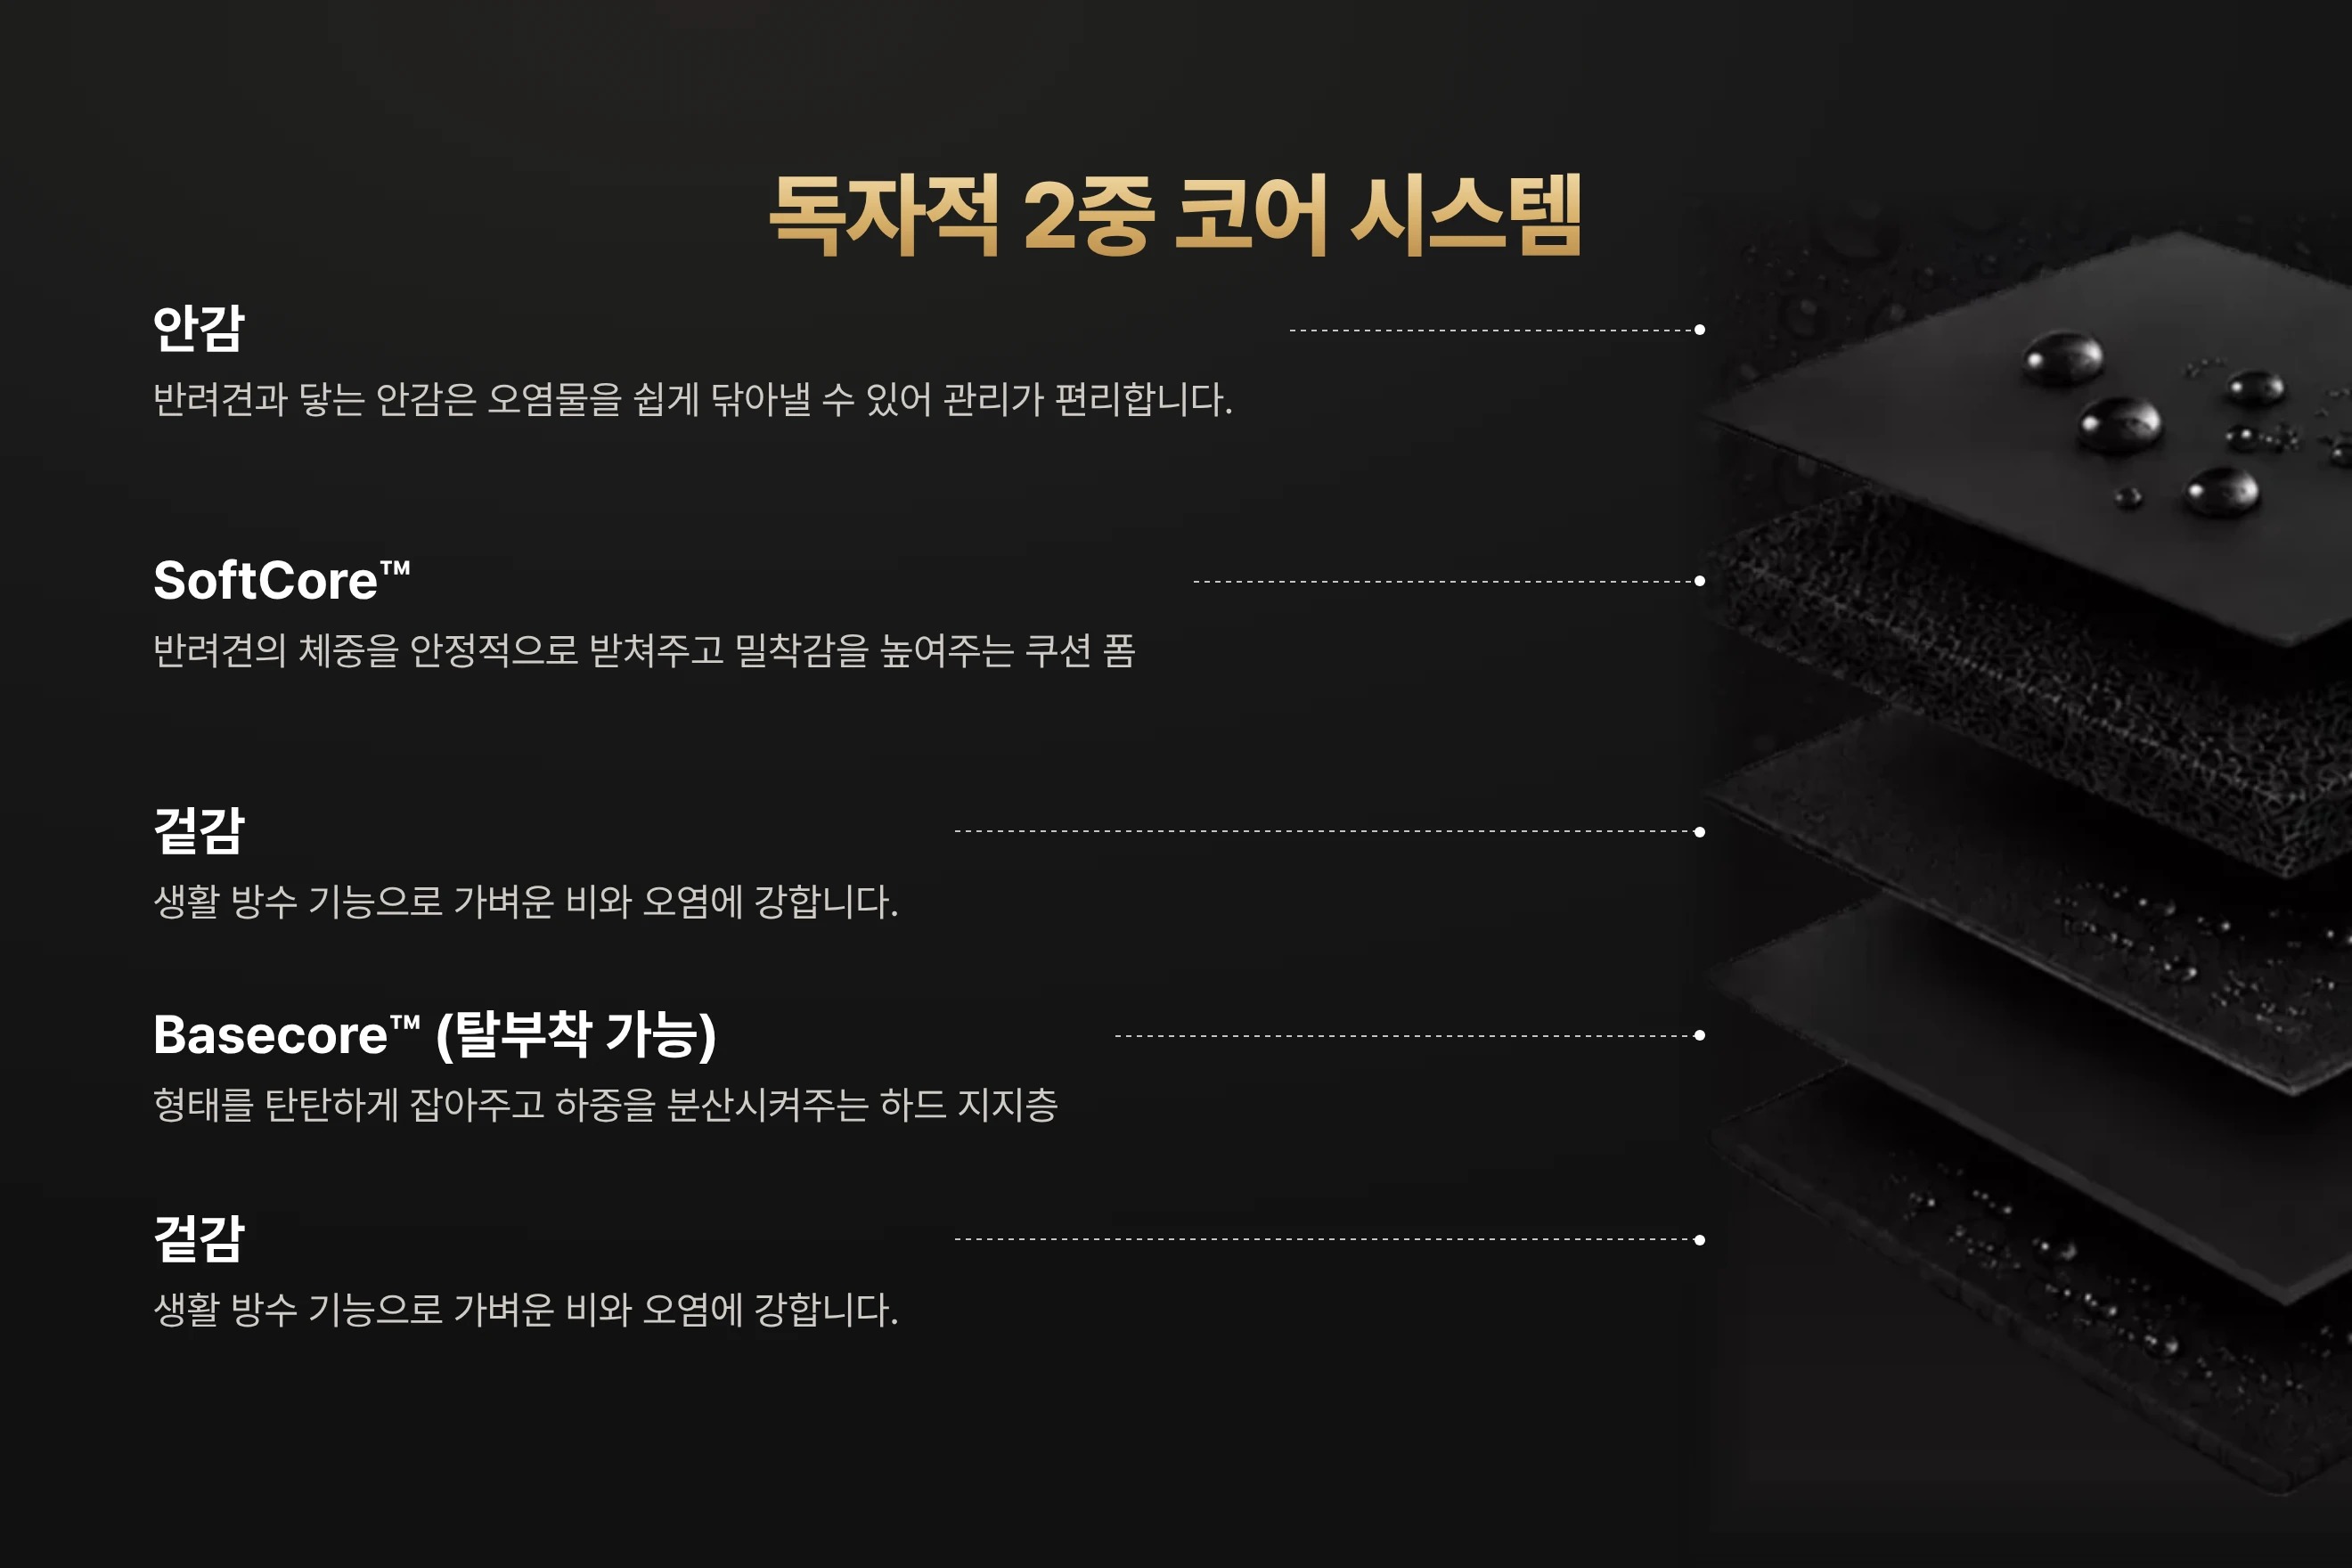 독자적 2중 코어 시스템
안감
반려견과 닿는 안감은 오염물을 쉽게 닦아낼 수 있어 관리가 편리합니다.
SoftCore™
반려견의 체중을 안정적으로 받쳐주고 밀착감을 높여주는 쿠션 폼
겉감
생활 방수 기능으로 가벼운 비와 오염에 강합니다.
Basecore™ (탈부착 가능)
형태를 탄탄하게 잡아주고 하중을 분산시켜주는 하드 지지층
겉감
생활 방수 기능으로 가벼운 비와 오염에 강합니다.